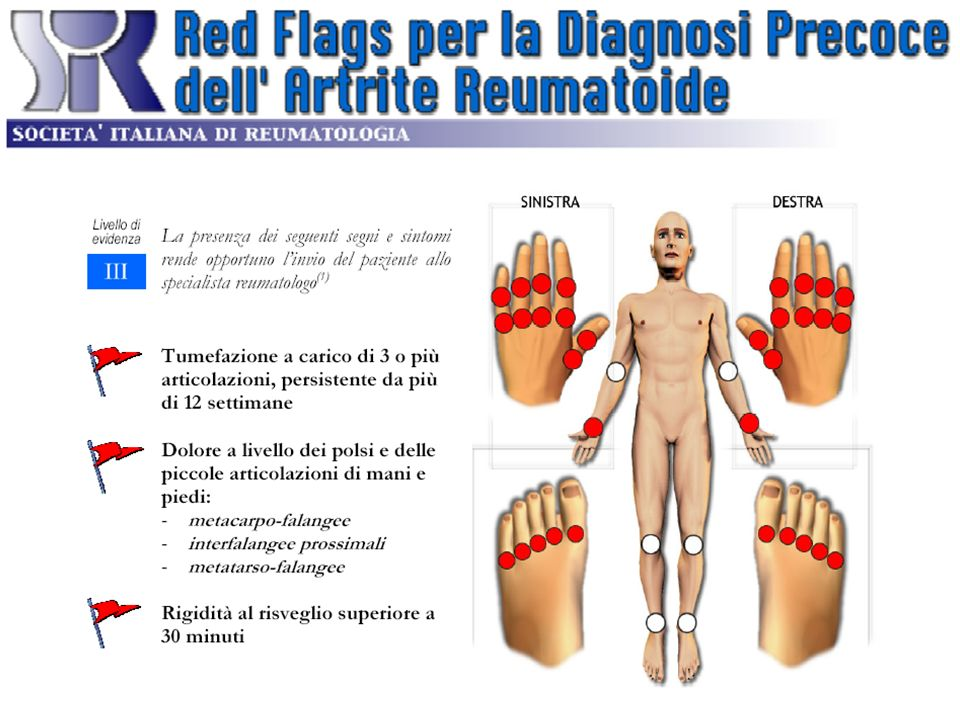 SIR
Red Flags per la Diagnosi Precoce
dell' Artrite Reumatoide
SOCIETA' ITALIANA DI REUMATOLOGIA
Livello di
evidenza
III
La presenza dei seguenti segni e sintomi
rende opportuno l'invio del paziente allo
specialista reumatologo(1)
Tumefazione a carico di 3 o più
articolazioni, persistente da più
di 12 settimane
Dolore a livello dei polsi e delle
piccole articolazioni di mani e
piedi:
- metacarpo-falangee
- interfalangee prossimali
- metatarso-falangee
Rigidità al risveglio superiore a
30 minuti
SINISTRA
DESTRA